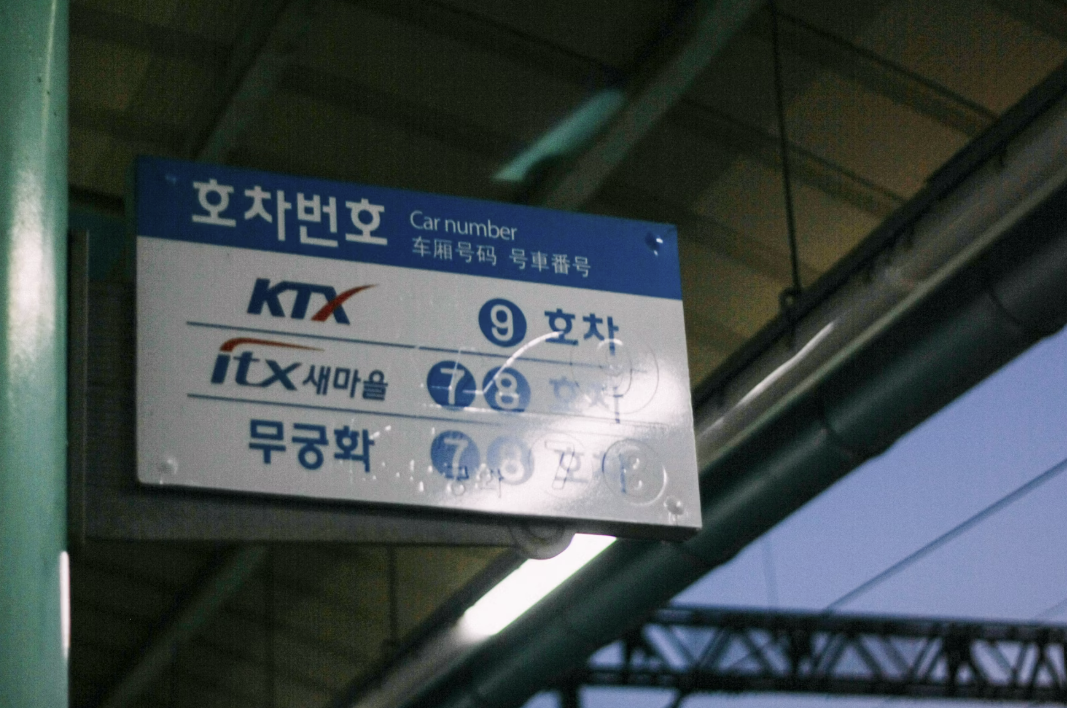 호차번호 Car number
车厢号码 号車番号
KTX 9 호차
itx 새마을 7 8 호차
무궁화 7 8 호차